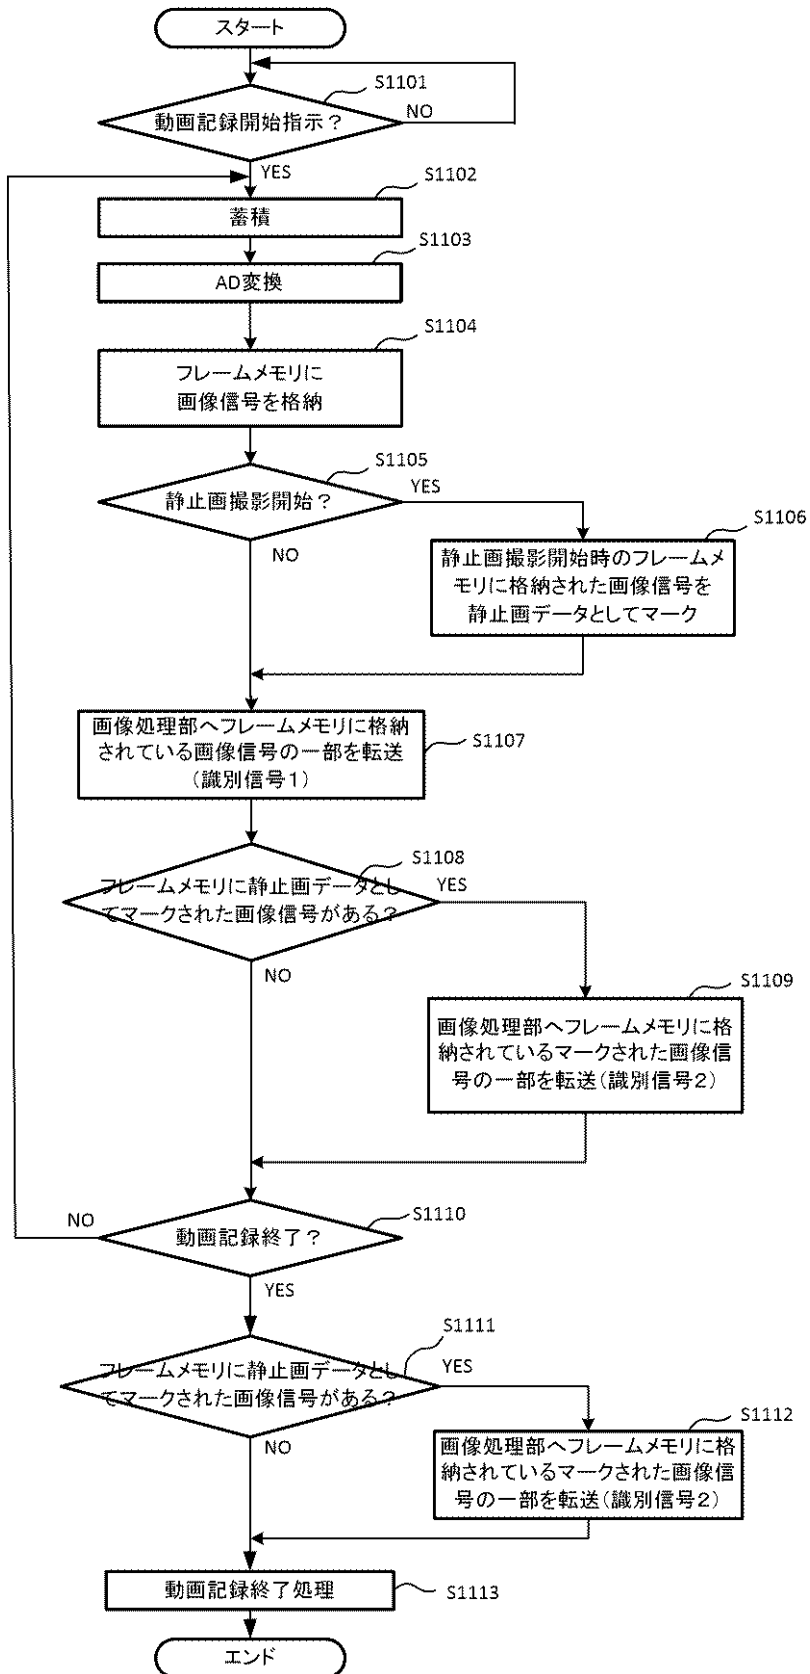 スタート
S1101
動画記録開始指示？
NO
YES
S1102
蓄積
S1103
AD変換
S1104
フレームメモリに
画像信号を格納
S1105
静止画撮影開始？
YES
NO
S1106
静止画撮影開始時のフレームメ
モリに格納された画像信号を
静止画データとしてマーク
画像処理部へフレームメモリに格納
されている画像信号の一部を転送
(識別信号１)
S1107
S1108
フレームメモリに静止画データとし
てマークされた画像信号がある？
YES
NO
S1109
画像処理部へフレームメモリに格
納されているマークされた画像信
号の一部を転送(識別信号２)
S1110
NO
動画記録終了？
YES
S1111
フレームメモリに静止画データとし
てマークされた画像信号がある？
YES
NO
S1112
画像処理部へフレームメモリに格
納されているマークされた画像信
号の一部を転送(識別信号２)
動画記録終了処理
S1113
エンド